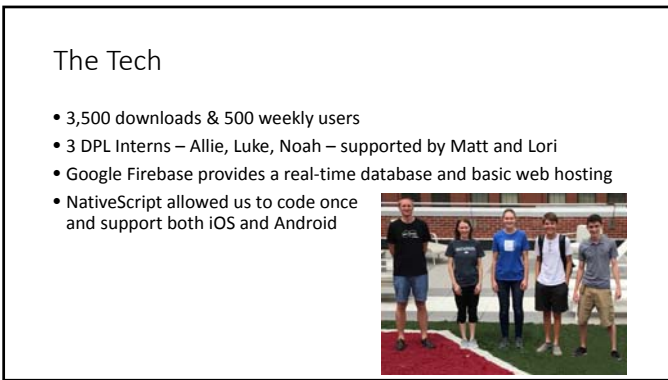 The Tech
• 3,500 downloads & 500 weekly users
• 3 DPL Interns – Allie, Luke, Noah – supported by Matt and Lori
• Google Firebase provides a real-time database and basic web hosting
• NativeScript allowed us to code once
and support both iOS and Android